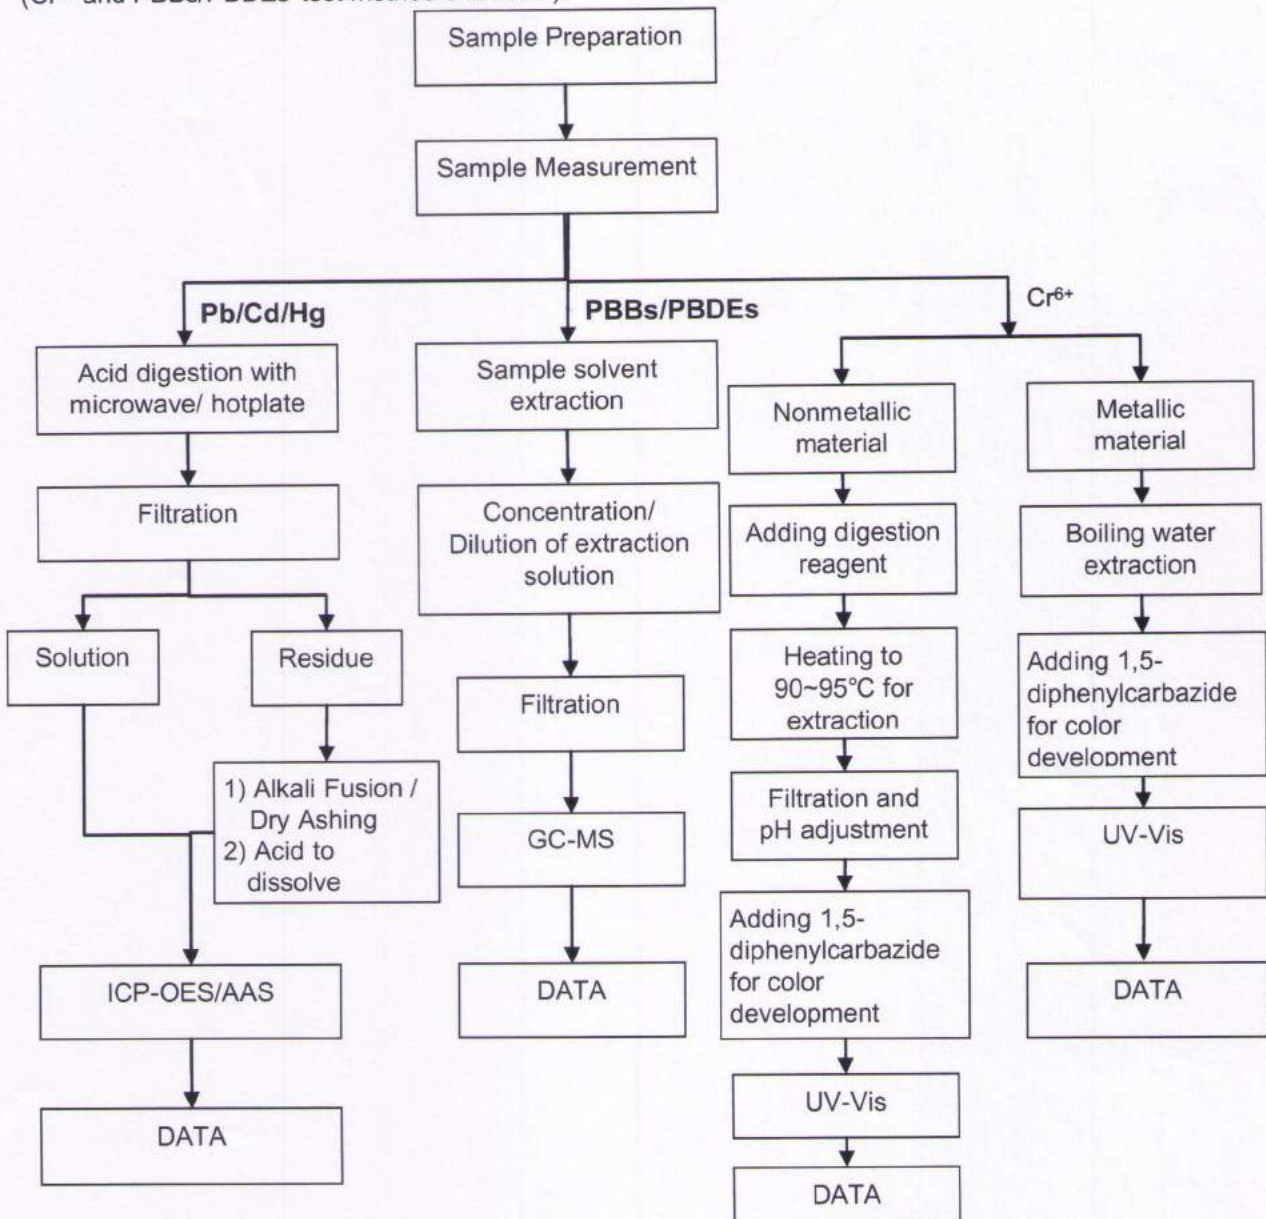 and
Sample Preparation
Sample Measurement
Pb/Cd/Hg
PBBs/PBDEs
Cr⁶⁺
Acid digestion with
microwave/ hotplate
Filtration
Solution
Residue
1) Alkali Fusion /
Dry Ashing
2) Acid to
dissolve
ICP-OES/AAS
DATA
Sample solvent
extraction
Concentration/
Dilution of extraction
solution
Filtration
GC-MS
DATA
Nonmetallic
material
Adding digestion
reagent
Heating to
90~95°C for
extraction
Filtration and
pH adjustment
Adding 1,5-
diphenylcarbazide
for color
development
UV-Vis
DATA
Metallic
material
Boiling water
extraction
Adding 1,5-
diphenylcarbazide
for color
development
UV-Vis
DATA